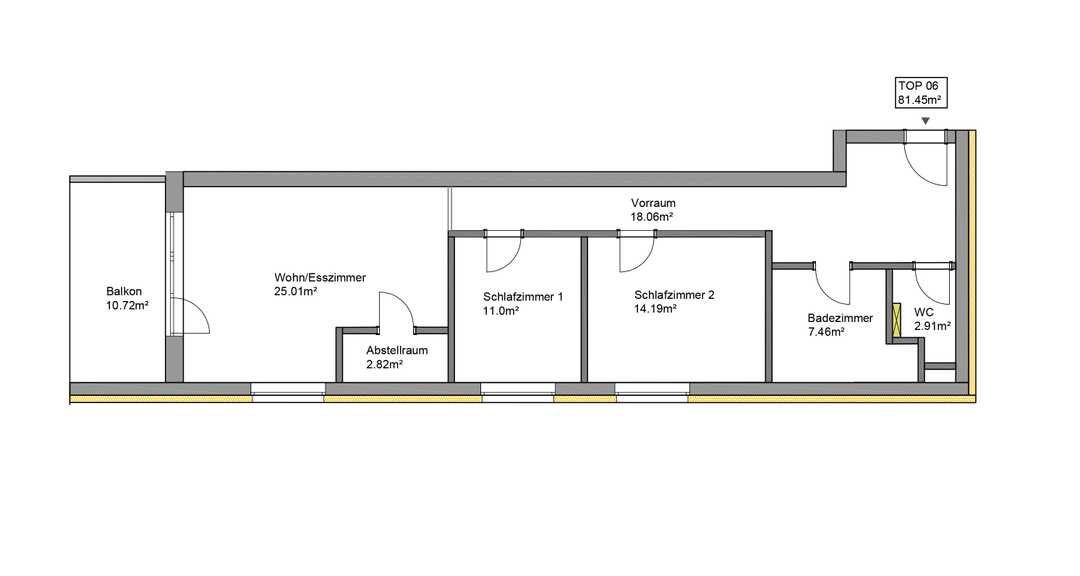 TOP 06
81.45m²
Vorraum
18.06m²
Wohn/Esszimmer
25.01m²
Balkon
10.72m²
Schlafzimmer 1
11.0m²
Schlafzimmer 2
14.19m²
Badezimmer
7.46m²
WC
2.91m²
Abstellraum
2.82m²